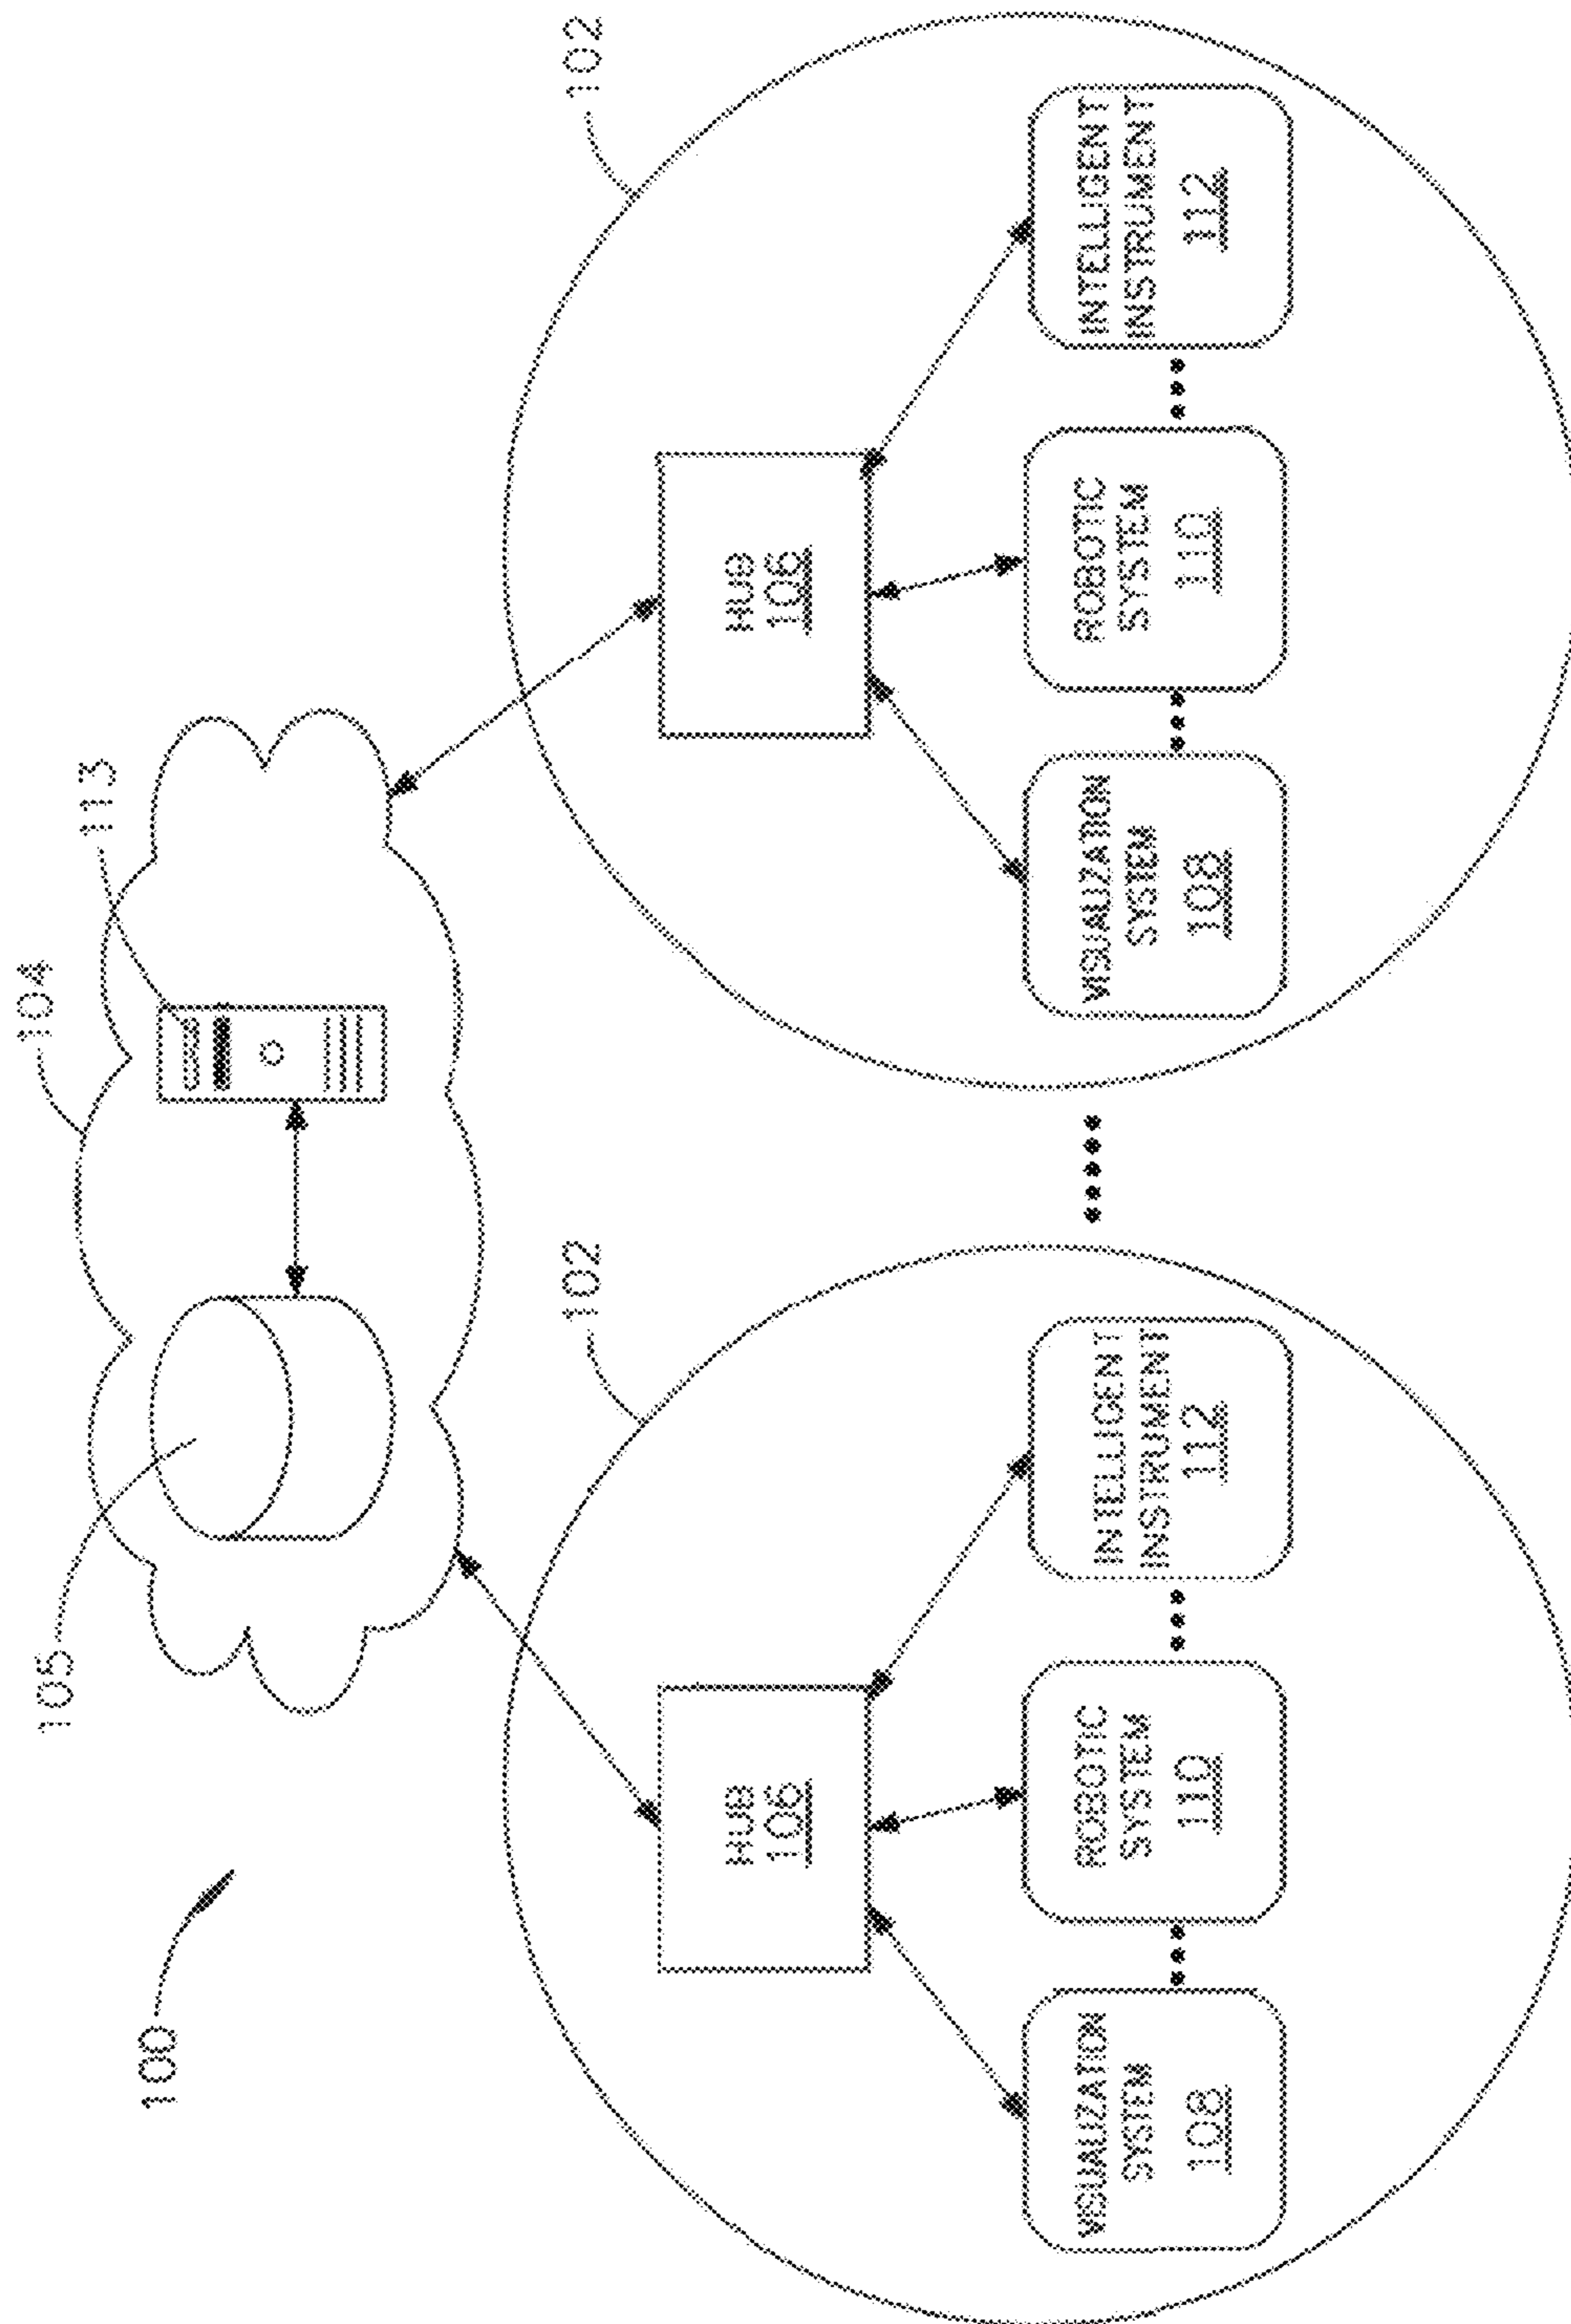 100
105
104
113
102
HUB
106
VISUALIZATION
SYSTEM
108
ROBOTIC
SYSTEM
110
INTELLIGENT
INSTRUMENT
112
102
HUB
106
VISUALIZATION
SYSTEM
108
ROBOTIC
SYSTEM
110
INTELLIGENT
INSTRUMENT
112